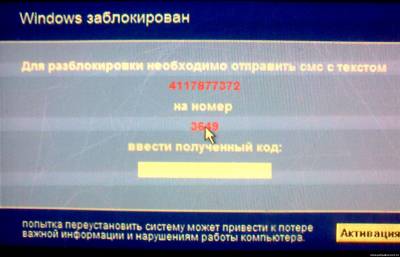 Windows заблокирован
Для разблокировки необходимо отправить смс с текстом
4117877372
на номер
3649
ввести полученный код:
попытка переустановить систему может привести к потере
важной информации и нарушениям работы компьютера.
Активация